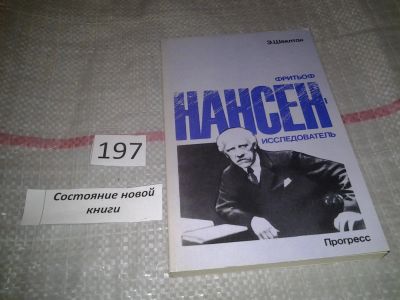 Э.Шеклтон
ФРИТЬОФ
НАНСЕН-
ИССЛЕДОВАТЕЛЬ
Прогресс
197
Состояние новой
книги